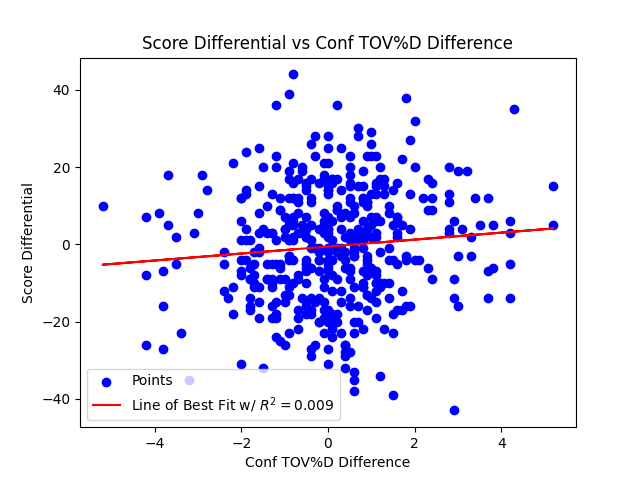 Score Differential vs Conf TOV%D Difference
Score Differential
40
20
0
−20
−40
Points
Line of Best Fit w/ R² = 0.009
−4
−2
0
2
4
Conf TOV%D Difference